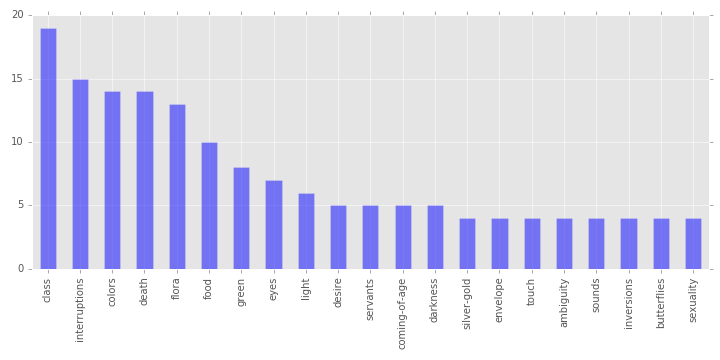 20
15
10
5
0
class
interruptions
colors
death
flora
food
green
eyes
light
desire
servants
coming-of-age
darkness
silver-gold
envelope
touch
ambiguity
sounds
inversions
butterflies
sexuality